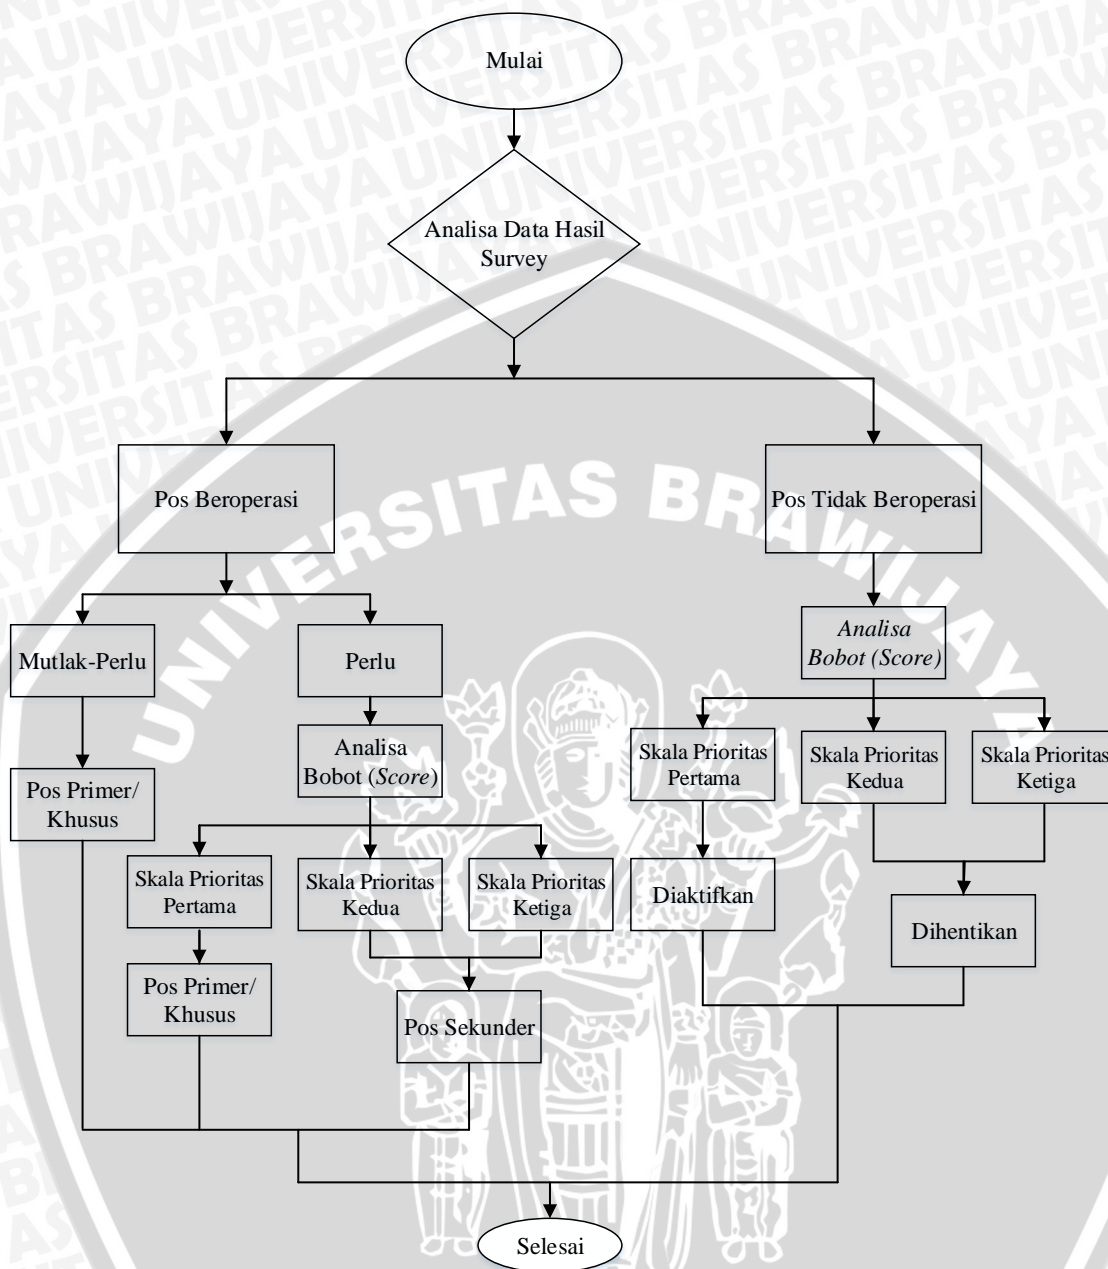 Mulai
Analisa Data Hasil
Survey
Pos Beroperasi
Pos Tidak Beroperasi
Mutlak-Perlu
Perlu
Analisa
Bobot (Score)
Pos Primer/
Khusus
Analisa
Bobot (Score)
Skala Prioritas
Pertama
Skala Prioritas
Kedua
Skala Prioritas
Ketiga
Skala Prioritas
Pertama
Skala Prioritas
Kedua
Skala Prioritas
Ketiga
Diaktifkan
Dihentikan
Pos Primer/
Khusus
Pos Sekunder
Selesai
UNIVERSITAS BRAWIJAYA